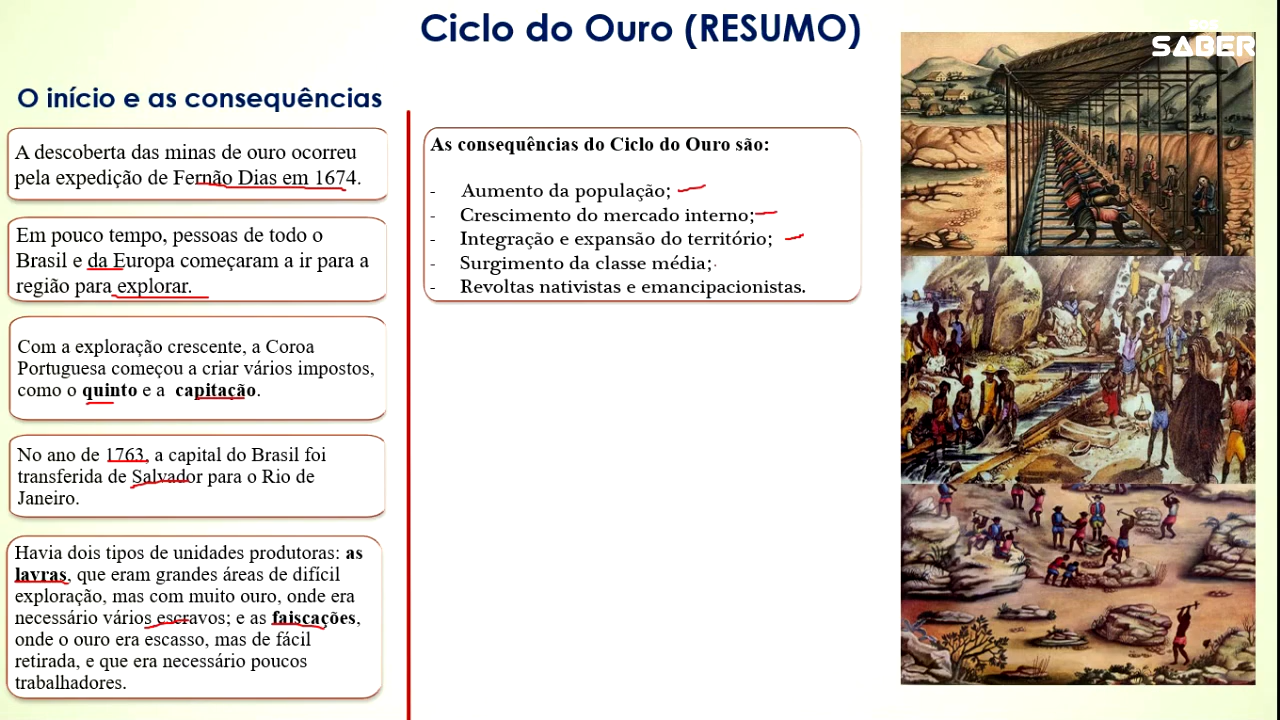 Ciclo do Ouro (RESUMO)
SOS
SABER
O início e as consequências
A descoberta das minas de ouro ocorreu
pela expedição de Fernão Dias em 1674.
Em pouco tempo, pessoas de todo o
Brasil e da Europa começaram a ir para a
região para explorar.
Com a exploração crescente, a Coroa
Portuguesa começou a criar vários impostos,
como o quinto e a capitação.
No ano de 1763, a capital do Brasil foi
transferida de Salvador para o Rio de
Janeiro.
Havia dois tipos de unidades produtoras: as
lavras, que eram grandes áreas de difícil
exploração, mas com muito ouro, onde era
necessário vários escravos; e as faiscações,
onde o ouro era escasso, mas de fácil
retirada, e que era necessário poucos
trabalhadores.
As consequências do Ciclo do Ouro são:
- Aumento da população;
- Crescimento do mercado interno;
- Integração e expansão do território;
- Surgimento da classe média;
- Revoltas nativistas e emancipacionistas.